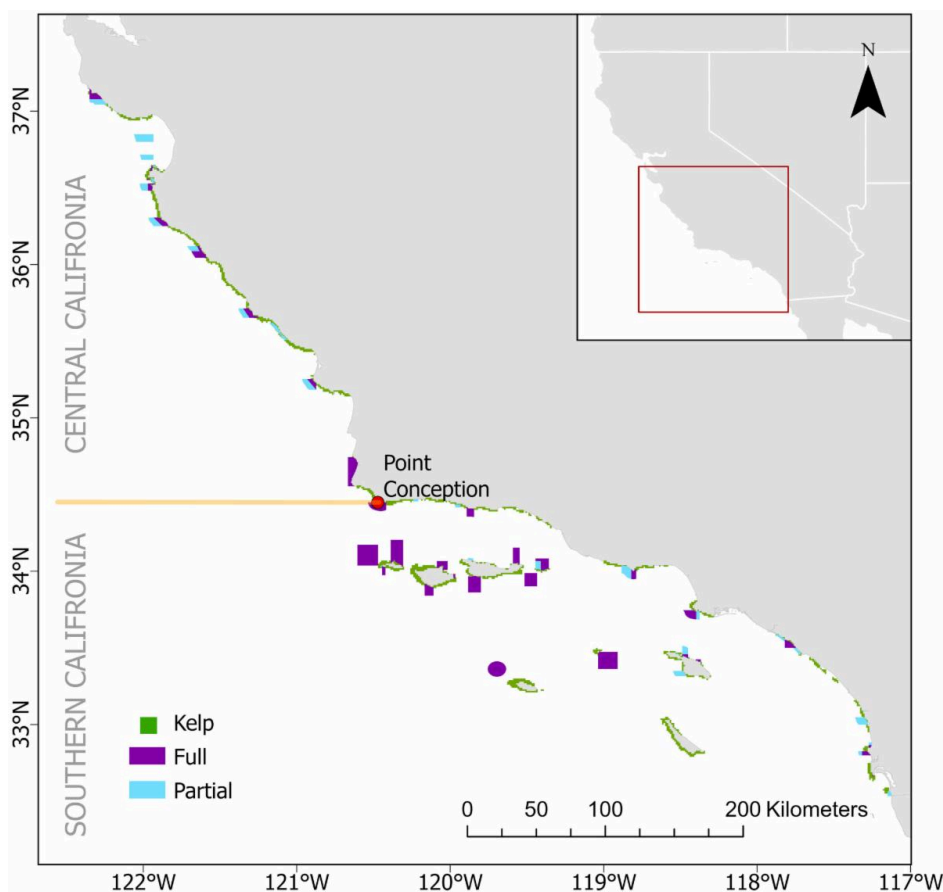 N
37°N
36°N
35°N
34°N
33°N
CENTRAL CALIFRONIA
SOUTHERN CALIFRONIA
Point
Conception
Kelp
Full
Partial
0 50 100 200 Kilometers
122°W 121°W 120°W 119°W 118°W 117°W